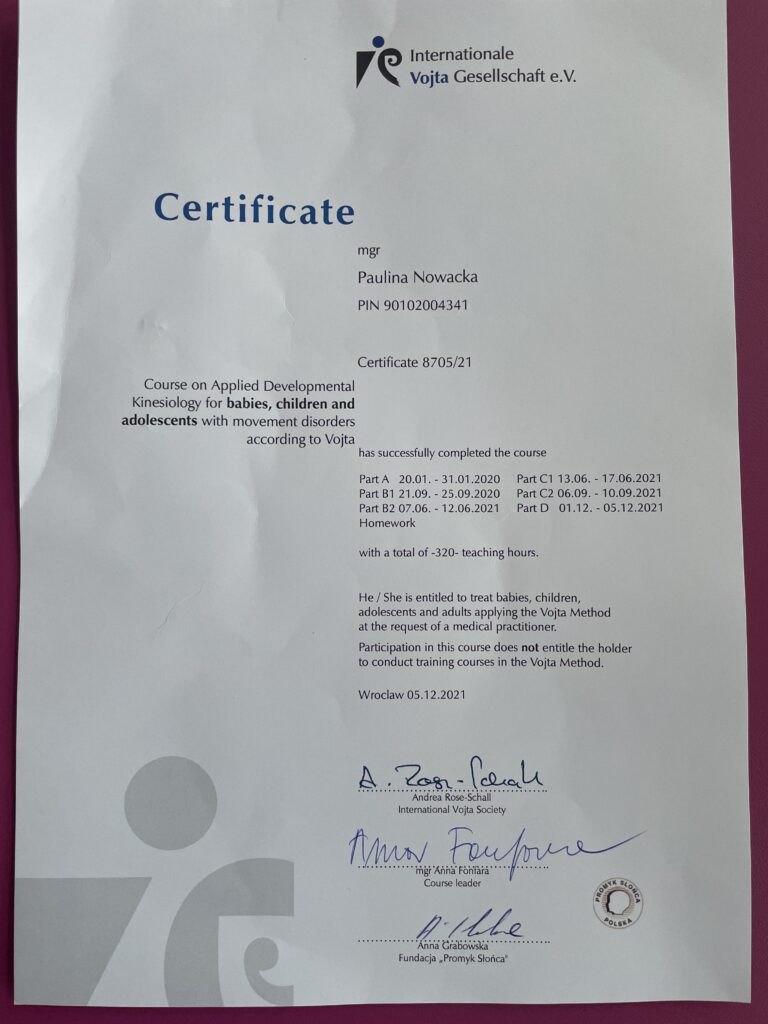 Internationale
Vojta Gesellschaft e.V.
Certificate
mgr
Paulina Nowacka
PIN 90102004341
Certificate 8705/21
Course on Applied Developmental
Kinesiology for babies, children and
adolescents with movement disorders
according to Vojta
has successfully completed the course
Part A 20.01. - 31.01.2020 Part C1 13.06. - 17.06.2021
Part B1 21.09. - 25.09.2020 Part C2 06.09. - 10.09.2021
Part B2 07.06. - 12.06.2021 Part D 01.12. - 05.12.2021
Homework
with a total of -320- teaching hours.
He / She is entitled to treat babies, children,
adolescents and adults applying the Vojta Method
at the request of a medical practitioner.
Participation in this course does not entitle the holder
to conduct training courses in the Vojta Method.
Wroclaw 05.12.2021
Andrea Rose-Schall
International Vojta Society
mgr Anna Fonfara
Course leader
Anna Grabowska
Fundacja „Promyk Słońca"
PROMYK SŁOŃCA
POLSKA